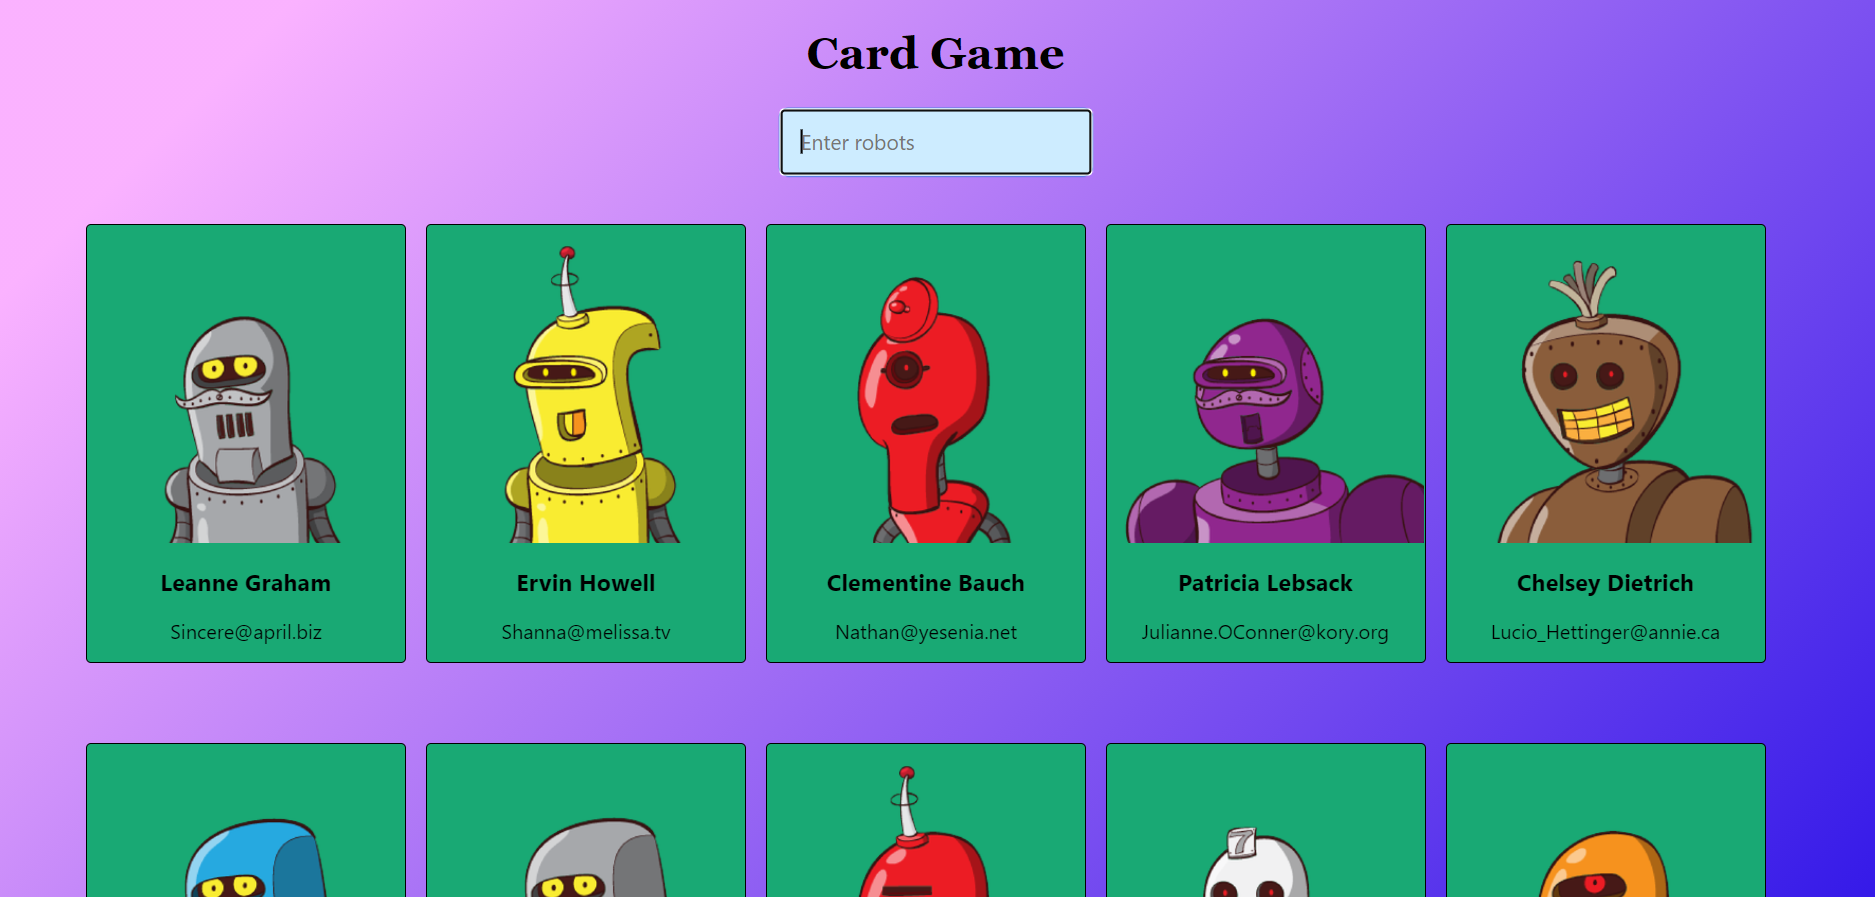 Card Game
Enter robots
Leanne Graham
Ervin Howell
Clementine Bauch
Patricia Lebsack
Chelsey Dietrich
Sincere@april.biz
Shanna@melissa.tv
Nathan@yesenia.net
Julianne.OConner@kory.org
Lucio_Hettinger@annie.ca
7